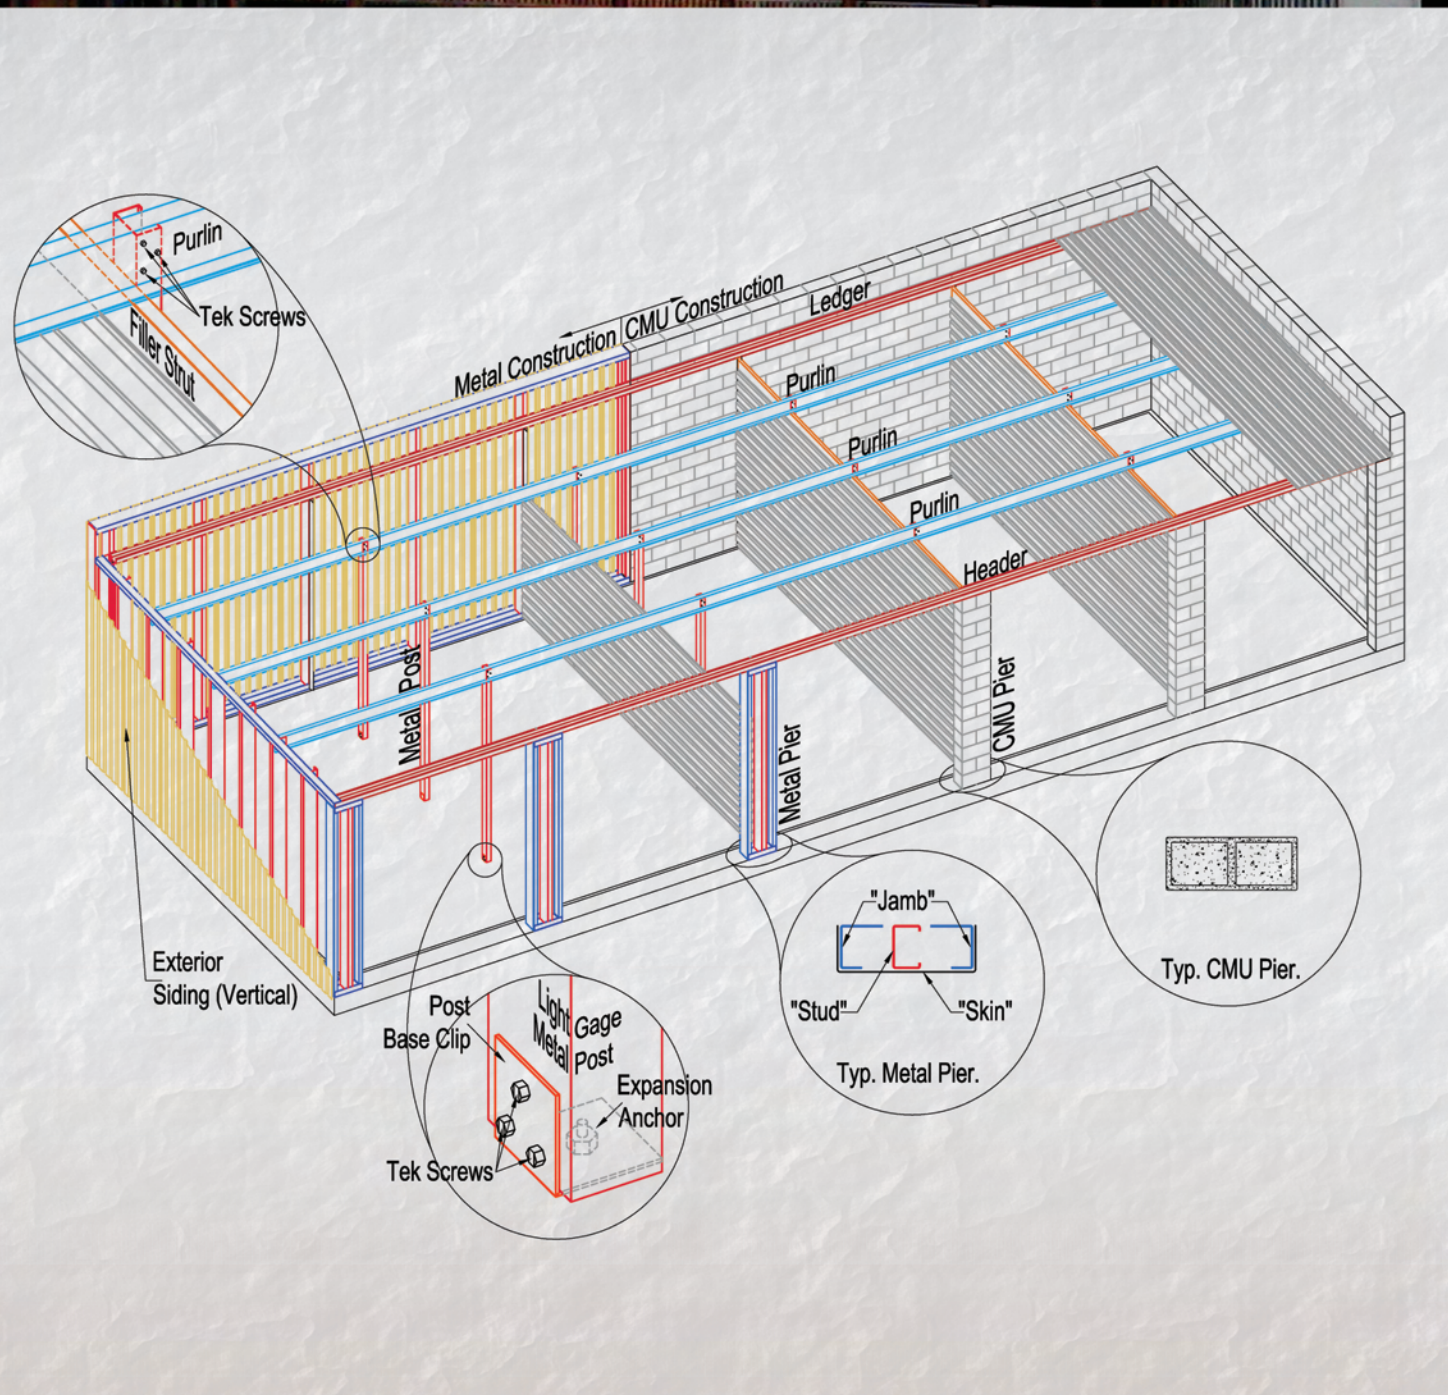 Purlin
Tek Screws
Filler Strut
Metal Construction
CMU Construction
Ledger
Purlin
Purlin
Purlin
Header
Metal Post
Metal Pier
CMU Pier
Exterior
Siding (Vertical)
Post
Base Clip
Light Gage
Metal Post
Expansion
Anchor
Tek Screws
"Jamb"
"Stud"
"Skin"
Typ. Metal Pier.
Typ. CMU Pier.